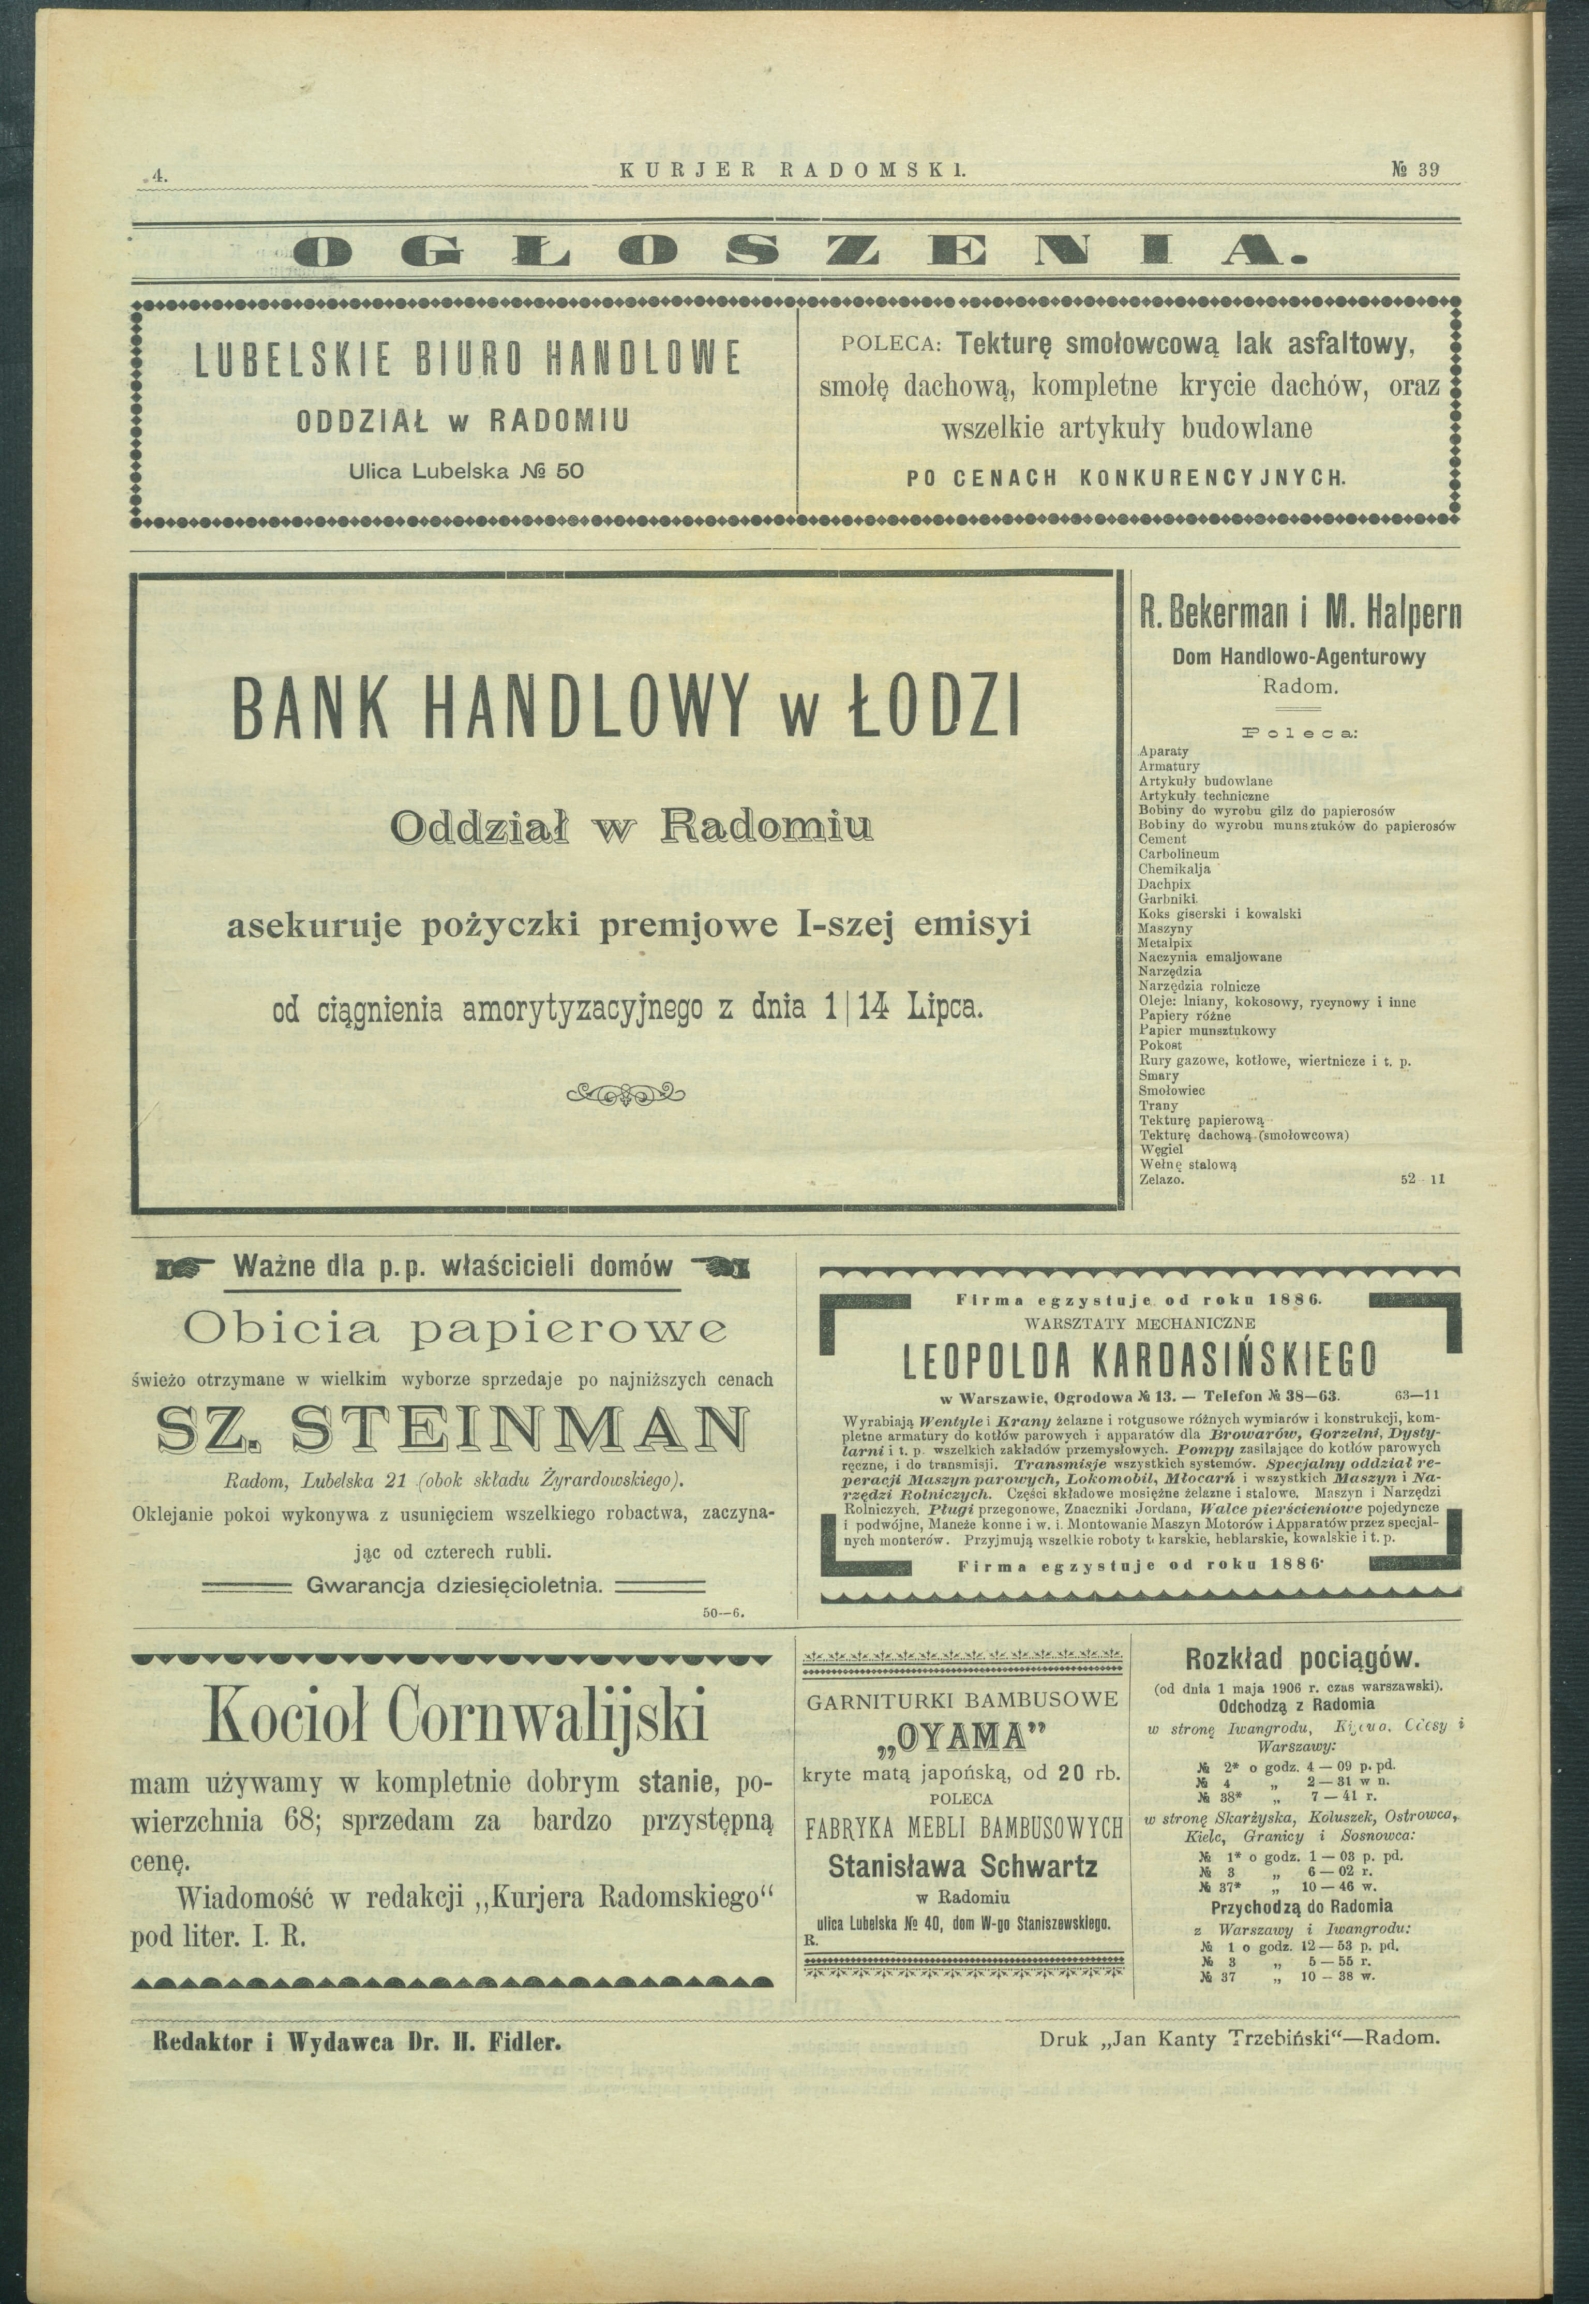 4.
KURJER RADOMSKI.
№ 39
OGŁOSZENIA.
LUBELSKIE BIURO HANDLOWE
ODDZIAŁ w RADOMIU
Ulica Lubelska № 50
POLECA: Tekturę smołowcową lak asfaltowy,
smołę dachową, kompletne krycie dachów, oraz
wszelkie artykuły budowlane
PO CENACH KONKURENCYJNYCH.
BANK HANDLOWY w ŁODZI
Oddział w Radomiu
asekuruje pożyczki premjowe I-szej emisyi
od ciągnienia amorytyzacyjnego z dnia 1|14 Lipca.
R. Bekerman i M. Halpern
Dom Handlowo-Agenturowy
Radom.
Poleca:
Aparaty
Armatury
Artykuły budowlane
Artykuły techniczne
Bobiny do wyrobu gilz do papierosów
Bobiny do wyrobu munsztuków do papierosów
Cement
Carbolineum
Chemikalja
Dachpix
Garbniki
Koks giserski i kowalski
Maszyny
Metalpix
Naczynia emaljowane
Narzędzia
Narzędzia rolnicze
Oleje: lniany, kokosowy, rycynowy i inne
Papiery różne
Papier munsztukowy
Pokost
Rury gazowe, kotłowe, wiertnicze i t. p.
Smary
Smołowiec
Trany
Tekturę papierową
Tekturę dachową (smołowcowa)
Węgiel
Wełnę stalową
Zelazo. 52 11
Ważne dla p.p. właścicieli domów
Obicia papierowe
świeżo otrzymane w wielkim wyborze sprzedaje po najniższych cenach
SZ. STEINMAN
Radom, Lubelska 21 (obok składu Żyrardowskiego).
Oklejanie pokoi wykonywa z usunięciem wszelkiego robactwa, zaczyna-
jąc od czterech rubli.
Gwarancja dziesięcioletnia.
50—6.
Firma egzystuje od roku 1886.
WARSZTATY MECHANICZNE
LEOPOLDA KARDASIŃSKIEGO
w Warszawie, Ogrodowa № 13. — Telefon № 38—63. 63—11
Wyrabiają Wentyle i Krany żelazne i rotgusowe różnych wymiarów i konstrukcji, kom-
pletne armatury do kotłów parowych i apparatów dla Browarów, Gorzelni, Dysty-
larni i t. p. wszelkich zakładów przemysłowych. Pompy zasilające do kotłów parowych
ręczne, i do transmisji. Transmisje wszystkich systemów. Specjalny oddział re-
peracji Maszyn parowych, Lokomobil, Młocarń i wszystkich Maszyn i Na-
rzędzi Rolniczych. Części składowe mosiężne żelazne i stalowe. Maszyn i Narzędzi
Rolniczych. Pługi przegonowe, Znaczniki Jordana, Walce pierścieniowe pojedyncze
i podwójne, Maneże konne i w. i. Montowanie Maszyn Motorów i Apparatów przez specjal-
nych monterów. Przyjmują wszelkie roboty t karskie, heblarskie, kowalskie i t. p.
Firma egzystuje od roku 1886·
Kocioł Cornwalijski
mam używamy w kompletnie dobrym stanie, po-
wierzchnia 68; sprzedam za bardzo przystępną
cenę.
Wiadomość w redakcji „Kurjera Radomskiego“
pod liter. I. R.
GARNITURKI BAMBUSOWE
„OYAMA”
kryte matą japońską, od 20 rb.
POLECA
FABRYKA MEBLI BAMBUSOWYCH
Stanisława Schwartz
w Radomiu
ulica Lubelska № 40, dom W-go Staniszewskiego.
R.
Rozkład pociągów.
(od dnia 1 maja 1906 r. czas warszawski).
Odchodzą z Radomia
w stronę Iwangrodu, i
Warszawy:
№ 2* o godz. 4 — 09 p. pd.
№ 4 „ 2 — 31 w n.
№ 38* „ 7 — 41 r.
w stronę Skarżyska, Koluszek, Ostrowca,
Kielc, Granicy i Sosnowca:
№ 1* o godz. 1 — 03 p. pd.
№ 3 „ 6 — 02 r.
№ 37* „ 10 — 46 w.
Przychodzą do Radomia
z Warszawy i Iwangrodu:
№ 1 o godz. 12 — 53 p. pd.
№ 3 „ 5 — 55 r.
№ 37 „ 10 — 38 w.
Redaktor i Wydawca Dr. H. Fidler.
Druk „Jan Kanty Trzebiński“—Radom.